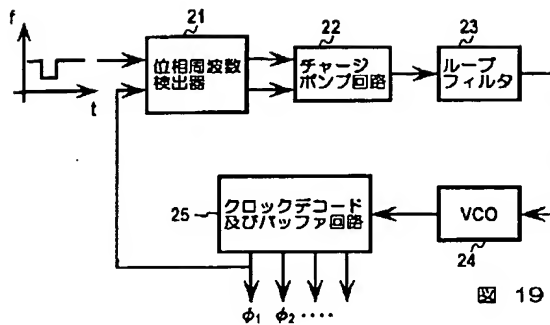 f
t
21
位相周波数
検出器
22
チャージ
ポンプ回路
23
ループ
フィルタ
25
クロックデコード
及びバッファ回路
VCO
24
φ1 φ2 ‥‥
図 19